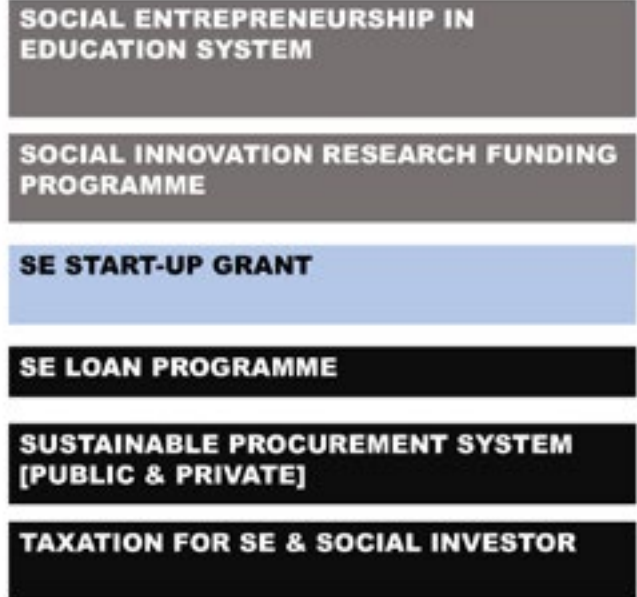 SOCIAL ENTREPRENEURSHIP IN
EDUCATION SYSTEM
SOCIAL INNOVATION RESEARCH FUNDING
PROGRAMME
SE START-UP GRANT
SE LOAN PROGRAMME
SUSTAINABLE PROCUREMENT SYSTEM
[PUBLIC & PRIVATE]
TAXATION FOR SE & SOCIAL INVESTOR